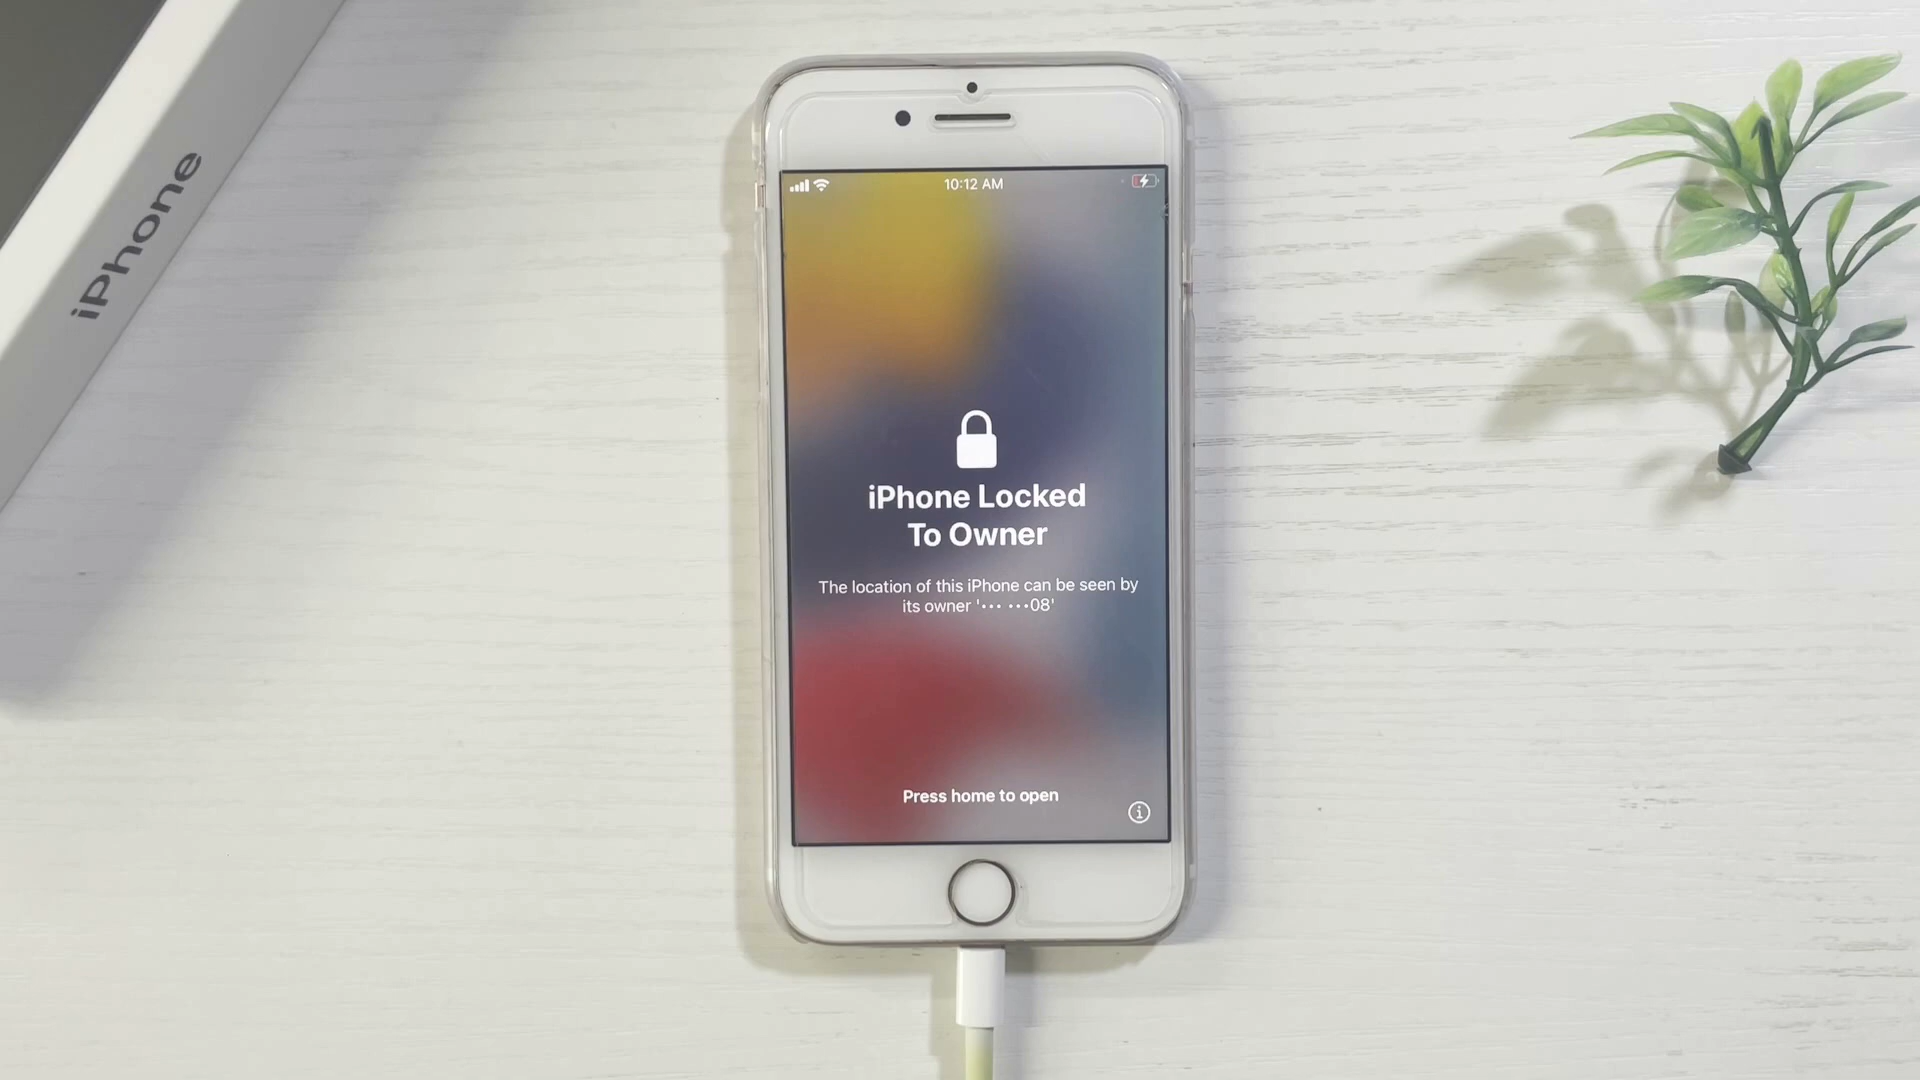 iPhone
10:12 AM
iPhone Locked
To Owner
The location of this iPhone can be seen by
its owner '••• •••08'
Press home to open